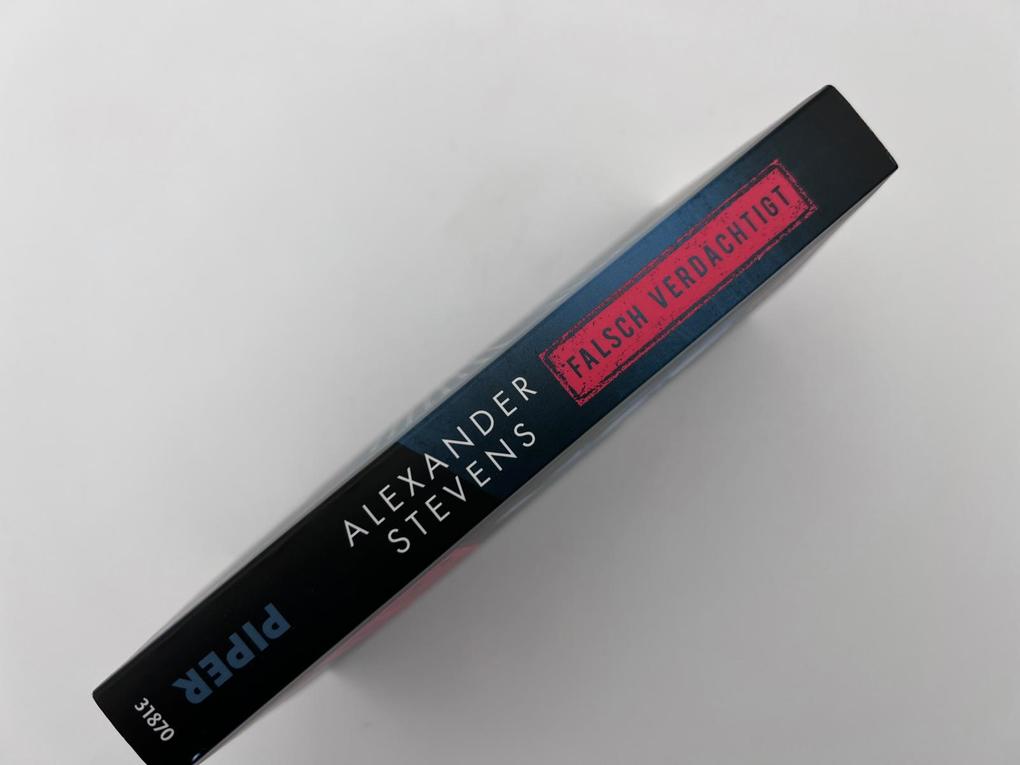 FALSCH VERDÄCHTIGT
ALEXANDER
STEVENS
PIPER
31870